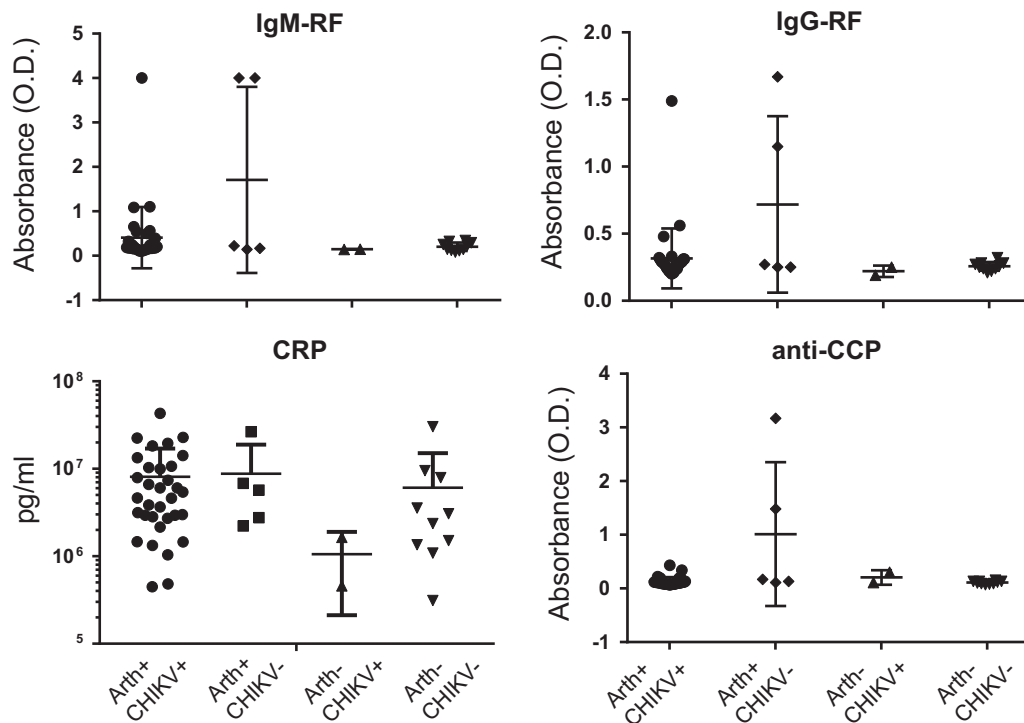 IgM-RF
Absorbance (O.D.)
5
4
3
2
1
0
-1
IgG-RF
Absorbance (O.D.)
2.0
1.5
1.0
0.5
0.0
CRP
pg/ml
10⁸
10⁷
10⁶
5
Arth+
CHIKV+
Arth+
CHIKV-
Arth-
CHIKV+
Arth-
CHIKV-
anti-CCP
Absorbance (O.D.)
4
3
2
1
0
-1
Arth+
CHIKV+
Arth+
CHIKV-
Arth-
CHIKV+
Arth-
CHIKV-